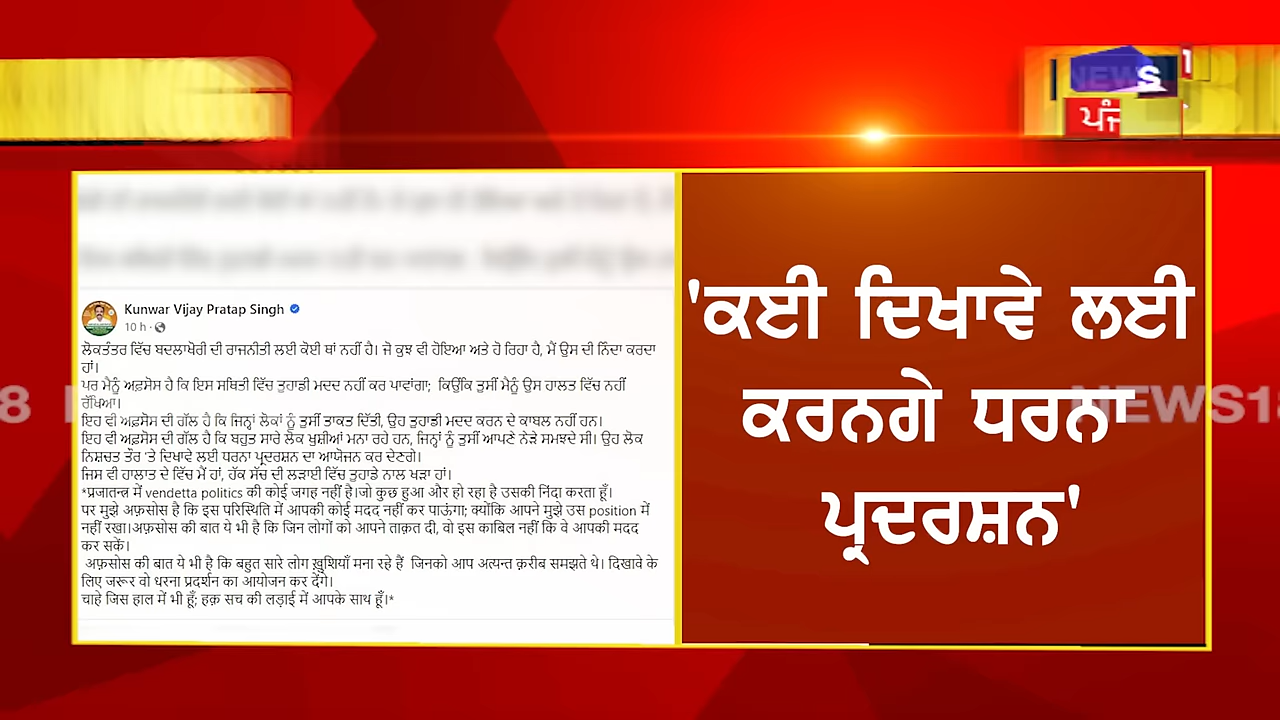 NEWS
ਪੰਜ
Kunwar Vijay Pratap Singh
10 h ·
ਲੋਕਤੰਤਰ ਵਿੱਚ ਬਦਲਾਖੋਰੀ ਦੀ ਰਾਜਨੀਤੀ ਲਈ ਕੋਈ ਥਾਂ ਨਹੀਂ ਹੈ। ਜੋ ਕੁਝ ਵੀ ਹੋਇਆ ਅਤੇ ਹੋ ਰਿਹਾ ਹੈ, ਮੈਂ ਉਸ ਦੀ ਨਿੰਦਾ ਕਰਦਾ
ਹਾਂ।
ਪਰ ਮੈਨੂੰ ਅਫ਼ਸੋਸ ਹੈ ਕਿ ਇਸ ਸਥਿਤੀ ਵਿੱਚ ਤੁਹਾਡੀ ਮਦਦ ਨਹੀਂ ਕਰ ਪਾਵਾਂਗਾ; ਕਿਉਂਕਿ ਤੁਸੀਂ ਮੈਨੂੰ ਉਸ ਹਾਲਤ ਵਿੱਚ ਨਹੀਂ
ਰੱਖਿਆ।
ਇਹ ਵੀ ਅਫ਼ਸੋਸ ਦੀ ਗੱਲ ਹੈ ਕਿ ਜਿਨ੍ਹਾਂ ਲੋਕਾਂ ਨੂੰ ਤੁਸੀਂ ਤਾਕਤ ਦਿੱਤੀ, ਉਹ ਤੁਹਾਡੀ ਮਦਦ ਕਰਨ ਦੇ ਕਾਬਲ ਨਹੀਂ ਹਨ।
ਇਹ ਵੀ ਅਫ਼ਸੋਸ ਦੀ ਗੱਲ ਹੈ ਕਿ ਬਹੁਤ ਸਾਰੇ ਲੋਕ ਖ਼ੁਸ਼ੀਆਂ ਮਨਾ ਰਹੇ ਹਨ, ਜਿਨ੍ਹਾਂ ਨੂੰ ਤੁਸੀਂ ਆਪਣੇ ਨੇੜੇ ਸਮਝਦੇ ਸੀ। ਉਹ ਲੋਕ
ਨਿਸ਼ਚਤ ਤੌਰ 'ਤੇ ਦਿਖਾਵੇ ਲਈ ਧਰਨਾ ਪ੍ਰਦਰਸ਼ਨ ਦਾ ਆਯੋਜਨ ਕਰ ਦੇਣਗੇ।
ਜਿਸ ਵੀ ਹਾਲਾਤ ਦੇ ਵਿੱਚ ਮੈਂ ਹਾਂ, ਹੱਕ ਸੱਚ ਦੀ ਲੜਾਈ ਵਿੱਚ ਤੁਹਾਡੇ ਨਾਲ ਖੜਾ ਹਾਂ।
*प्रजातन्त्र में vendetta politics की कोई जगह नहीं है।जो कुछ हुआ और हो रहा है उसकी निंदा करता हूँ।
पर मुझे अफ़सोस है कि इस परिस्थिति में आपकी कोई मदद नहीं कर पाऊंगा; क्योंकि आपने मुझे उस position में
नहीं रखा।अफ़सोस की बात ये भी है कि जिन लोगों को आपने ताक़त दी, वो इस काबिल नहीं कि वे आपकी मदद
कर सकें।
अफ़सोस की बात ये भी है कि बहुत सारे लोग ख़ुशियाँ मना रहे हैं जिनको आप अत्यन्त क़रीब समझते थे। दिखावे के
लिए जरूर वो धरना प्रदर्शन का आयोजन कर देंगे।
चाहे जिस हाल में भी हूँ; हक़ सच की लड़ाई में आपके साथ हूँ।*
'ਕਈ ਦਿਖਾਵੇ ਲਈ
ਕਰਨਗੇ ਧਰਨਾ
ਪ੍ਰਦਰਸ਼ਨ'
NEWS18